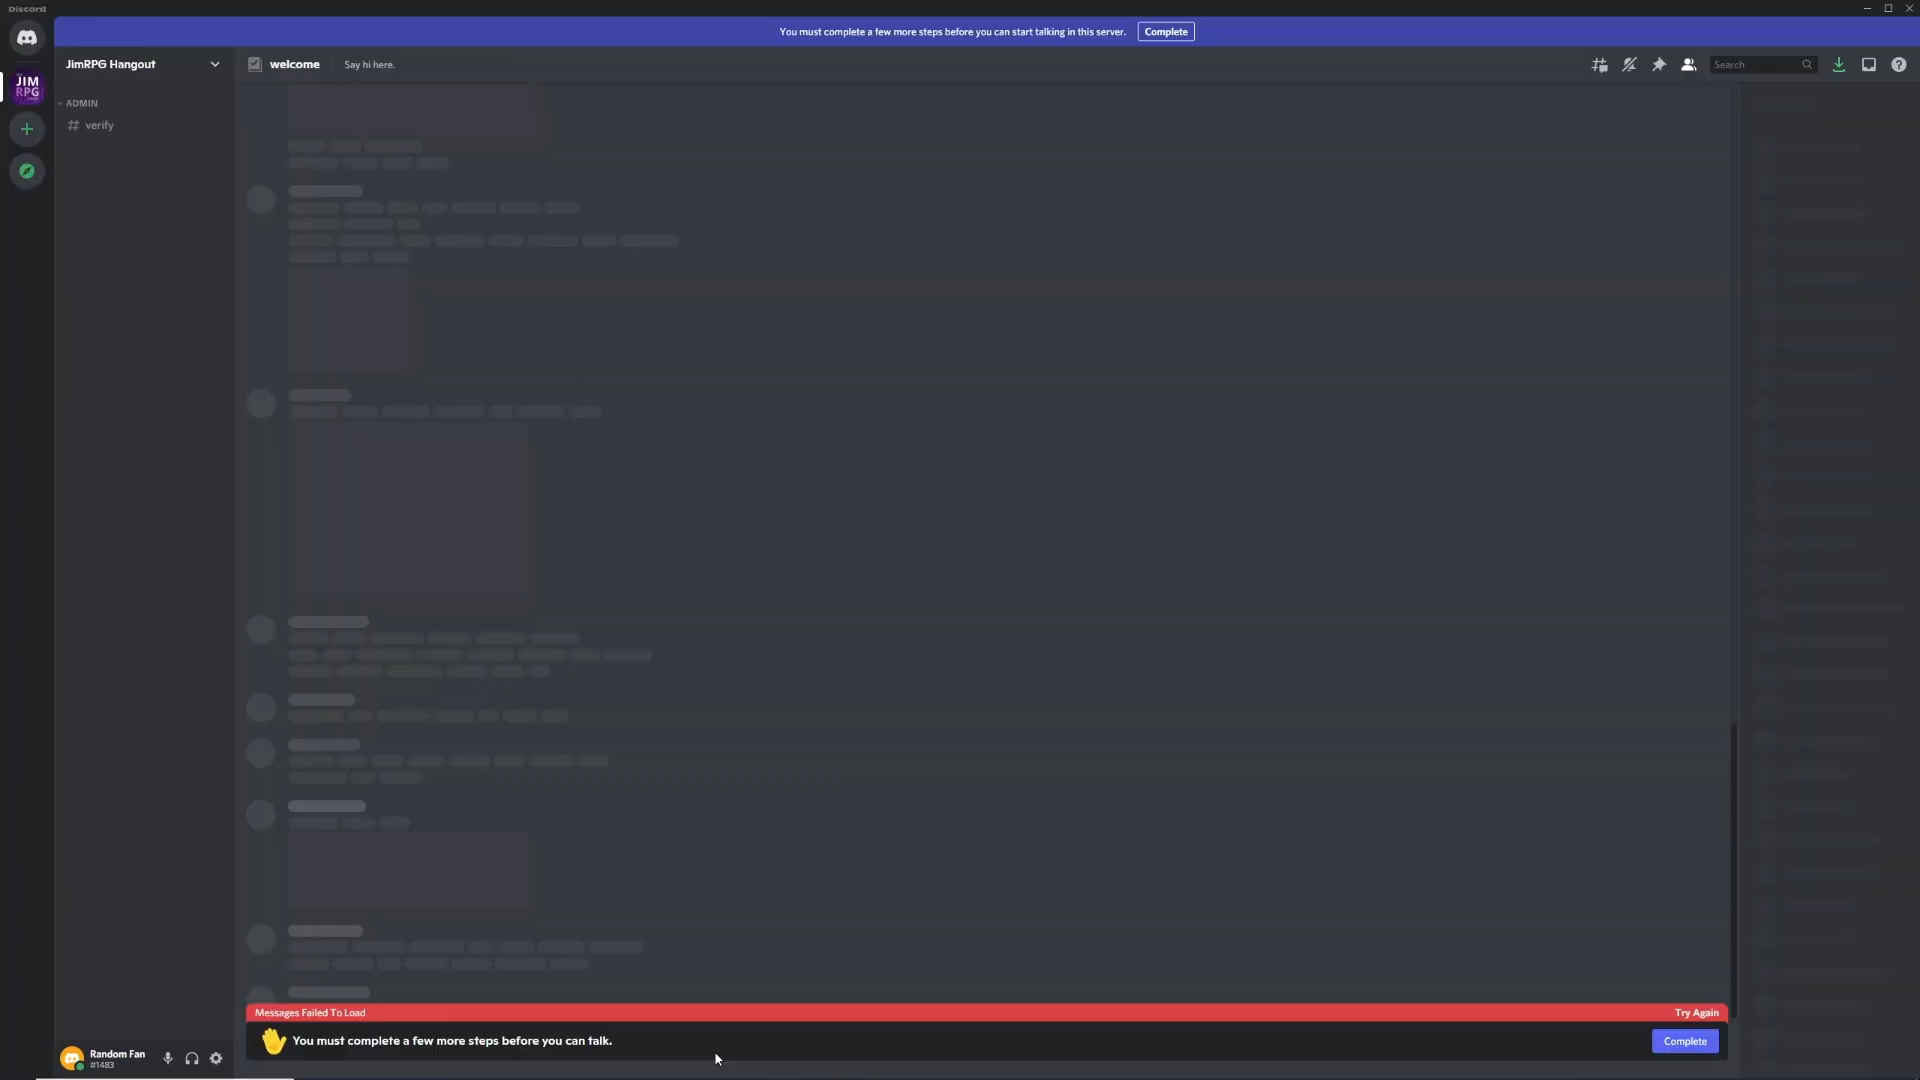 Discord
You must complete a few more steps before you can start talking in this server. Complete
JIM
RPG
JimRPG Hangout
welcome
Say hi here.
Search
ADMIN
verify
Messages Failed To Load
Try Again
You must complete a few more steps before you can talk.
Complete
Random Fan
#1483